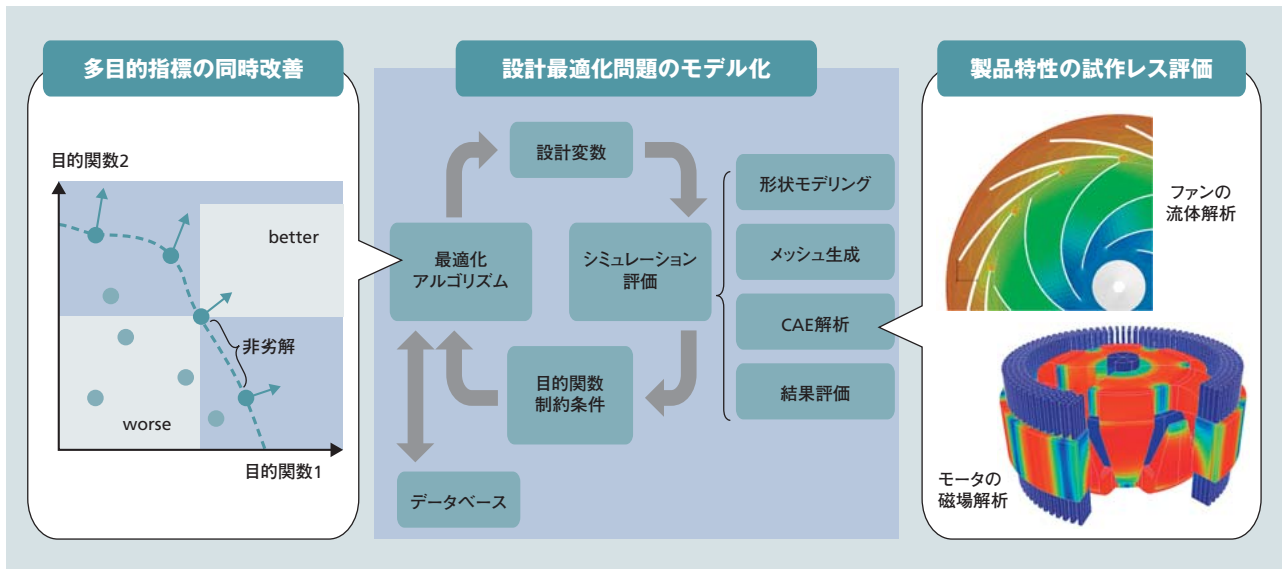 多目的指標の同時改善
目的関数2
better
非劣解
worse
目的関数1
設計最適化問題のモデル化
設計変数
最適化
アルゴリズム
シミュレーション
評価
目的関数
制約条件
データベース
形状モデリング
メッシュ生成
CAE解析
結果評価
製品特性の試作レス評価
ファンの
流体解析
モータの
磁場解析